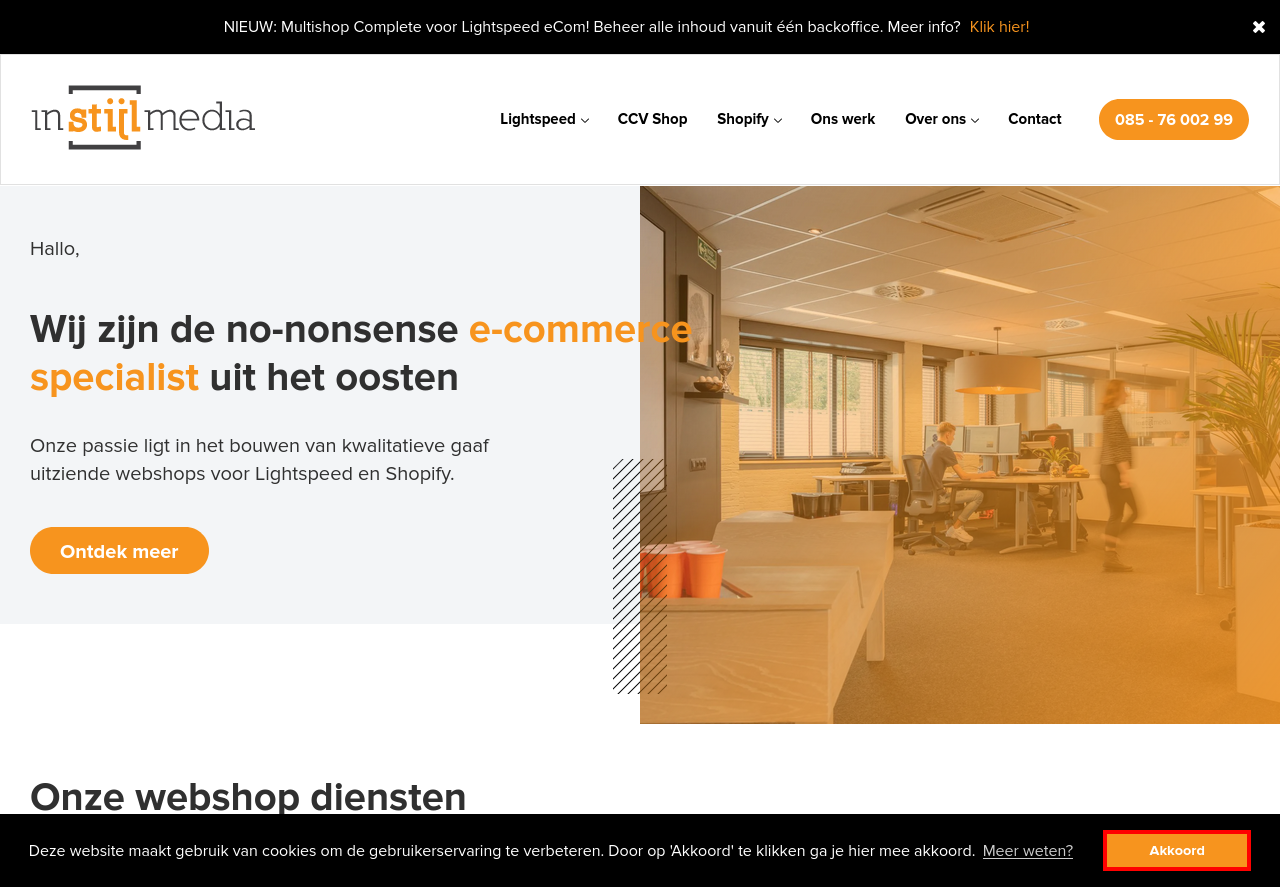 NIEUW: Multishop Complete voor Lightspeed eCom! Beheer alle inhoud vanuit één backoffice. Meer info? Klik hier!
instijlmedia
Lightspeed CCV Shop Shopify Ons werk Over ons Contact 085 - 76 002 99
Hallo,
Wij zijn de no-nonsense e-commerce
specialist uit het oosten
Onze passie ligt in het bouwen van kwalitatieve gaaf
uitziende webshops voor Lightspeed en Shopify.
Ontdek meer
Onze webshop diensten
Deze website maakt gebruik van cookies om de gebruikerservaring te verbeteren. Door op 'Akkoord' te klikken ga je hier mee akkoord. Meer weten? Akkoord